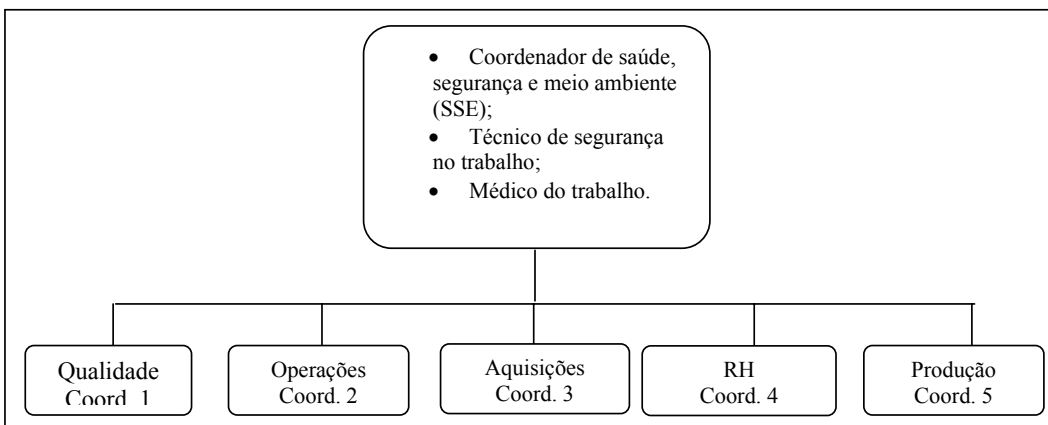 • Coordenador de saúde,
segurança e meio ambiente
(SSE);
• Técnico de segurança
no trabalho;
• Médico do trabalho.
Qualidade
Coord. 1
Operações
Coord. 2
Aquisições
Coord. 3
RH
Coord. 4
Produção
Coord. 5